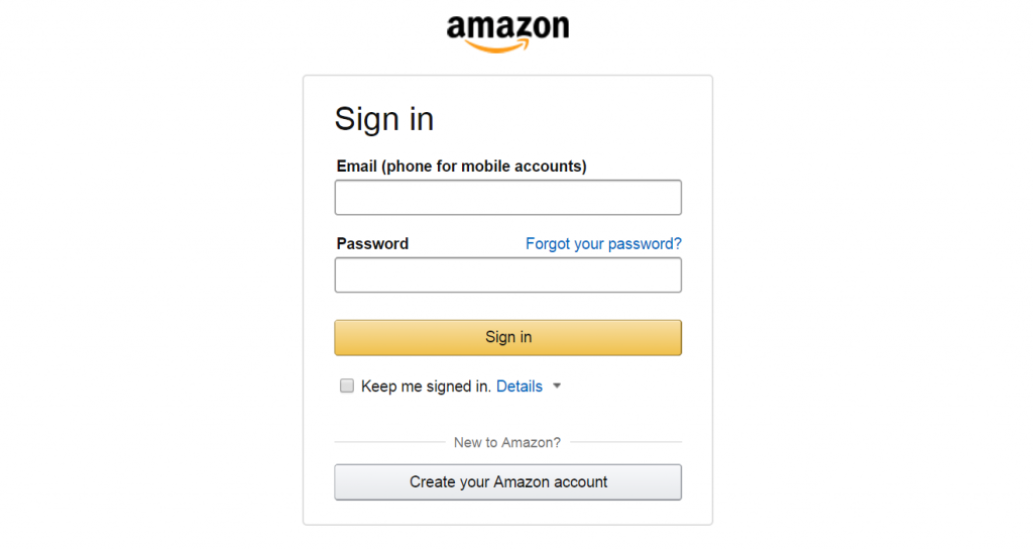 amazon
Sign in
Email (phone for mobile accounts)
Password Forgot your password?
Sign in
Keep me signed in. Details
New to Amazon?
Create your Amazon account